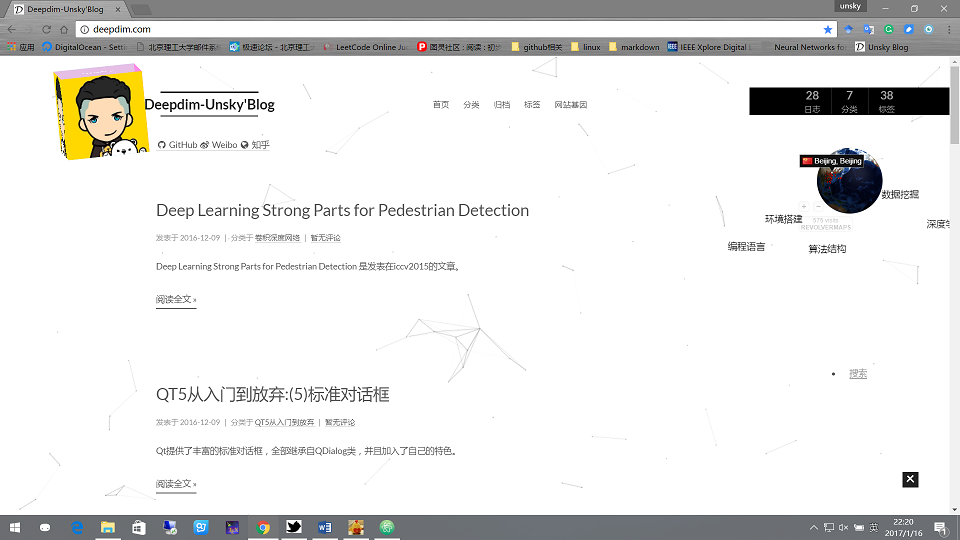 Deepdim-Unsky'Blog
unsky
deepdim.com
应用
DigitalOcean - Setta
北京理工大学邮件系
极速论坛 - 北京理工
LeetCode Online Ju
图灵社区 : 阅读 : 初
github相关
linux
markdown
IEEE Xplore Digital L
Neural Networks for
Unsky Blog
Deepdim-Unsky'Blog
首页 分类 归档 标签 网站基因
28 7 38
日志 分类 标签
GitHub Weibo 知乎
Beijing, Beijing
数据挖掘
环境搭建
575 visits
REVOLVERMAPS
深度学
编程语言
算法结构
Deep Learning Strong Parts for Pedestrian Detection
发表于 2016-12-09 | 分类于 卷积深度网络 | 暂无评论
Deep Learning Strong Parts for Pedestrian Detection 是发表在iccv2015的文章。
阅读全文 »
搜索
QT5从入门到放弃:(5)标准对话框
发表于 2016-12-09 | 分类于 QT5从入门到放弃 | 暂无评论
Qt提供了丰富的标准对话框，全部继承自QDialog类，并且加入了自己的特色。
阅读全文 »
英
22:20
2017/1/16